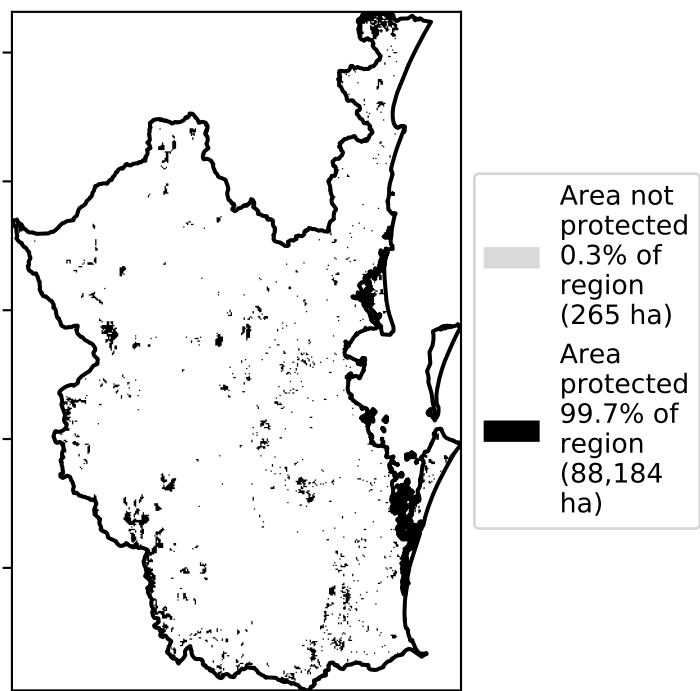 Area not
protected
0.3% of
region
(265 ha)
Area
protected
99.7% of
region
(88,184
ha)